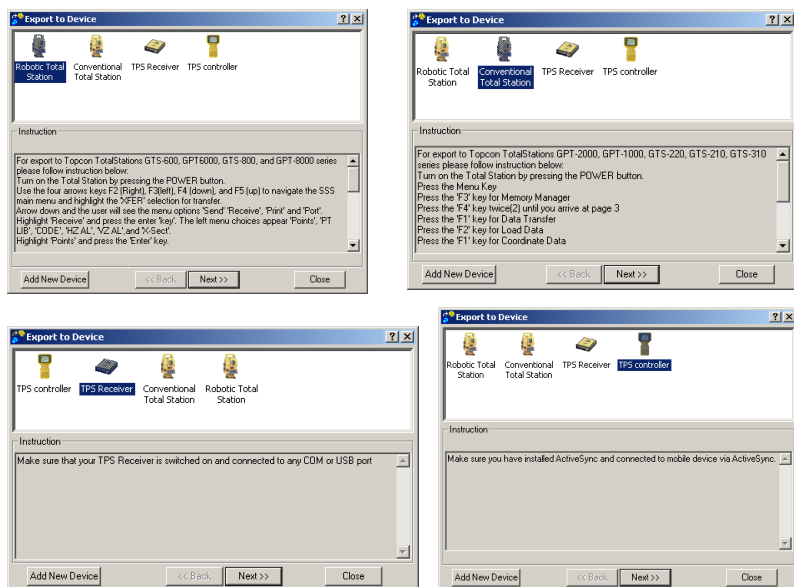 Export to Device
Robotic Total Station
Conventional Total Station
TPS Receiver
TPS controller
Instruction
For export to Topcon TotalStations GTS-600, GPT6000, GTS-800, and GPT-8000 series
please follow instruction below:
Turn on the Total Station by pressing the POWER button.
Use the four arrows keys F2 (Right), F3(left), F4 (down), and F5 (up) to navigate the SSS
main menu and highlight the 'XFER' selection for transfer.
Arrow down and the user will see the menu options 'Send' 'Receive', 'Print' and 'Port'.
Highlight 'Receive' and press the enter 'key'. The left menu choices appear 'Points', 'PT
LIB', 'CODE', 'HZ AL', 'VZ AL',and 'X-Sect'.
Highlight 'Points' and press the 'Enter' key.
Add New Device
<< Back
Next >>
Close
Export to Device
Robotic Total Station
Conventional Total Station
TPS Receiver
TPS controller
Instruction
For export to Topcon TotalStations GPT-2000, GPT-1000, GTS-220, GTS-210, GTS-310
series please follow instruction below:
Turn on the Total Station by pressing the POWER button.
Press the Menu Key
Press the 'F3' key for Memory Manager
Press the 'F4' key twice(2) until you arrive at page 3
Press the 'F1' key for Data Transfer
Press the 'F2' key for Load Data
Press the 'F1' key for Coordinate Data
Add New Device
<< Back
Next >>
Close
Export to Device
TPS controller
TPS Receiver
Conventional Total Station
Robotic Total Station
Instruction
Make sure that your TPS Receiver is switched on and connected to any COM or USB port
Add New Device
<< Back
Next >>
Close
Export to Device
Robotic Total Station
Conventional Total Station
TPS Receiver
TPS controller
Instruction
Make sure you have installed ActiveSync and connected to mobile device via ActiveSync.
Add New Device
<< Back
Next >>
Close